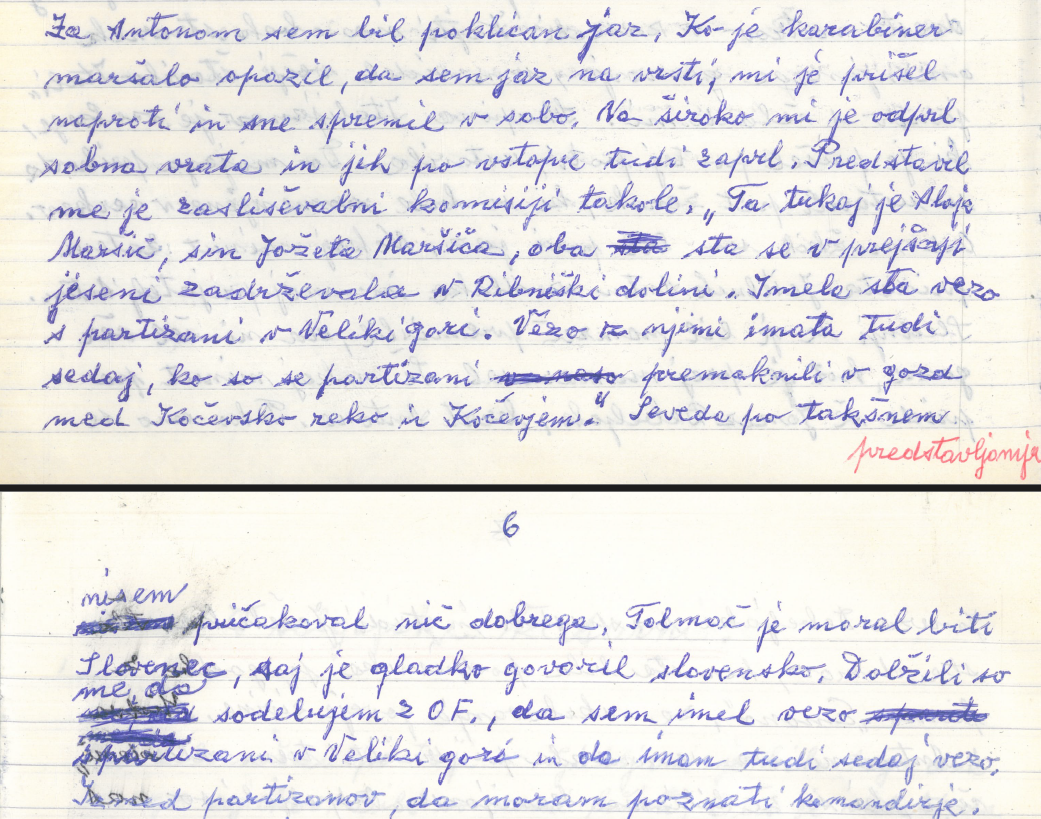 Za Antonom sem bil poklican jaz. Ko je karabiner
maršalo opazil, da sem jaz na vrsti, mi je prišel
naproti in me spremil v sobo. Na široko mi je odprl
sobna vrata in jih po vstopu tudi zaprl. Predstavil
me je zasliševalni komisiji takole. „Ta tukaj je Alojz
Maršič, sin Jožeta Maršiča, oba sta se v prejšnji
jeseni zadrževala v Ribniški dolini. Imela sta vezo
s partizani v Veliki gori. Vezo z njimi imata tudi
sedaj, ko so se partizani premaknili v gozd
med Kočevsko reko in Kočevjem." Seveda po takšnem
predstavljanju
6
nisem
pričakoval nič dobrega. Tolmač je moral biti
Slovenec, saj je gladko govoril slovensko. Dolžili so
me da
sodelujem z OF., da sem imel vezo
s partizani v Veliki gori in da imam tudi sedaj vezo.
partizanov, da moram poznati komandirje.